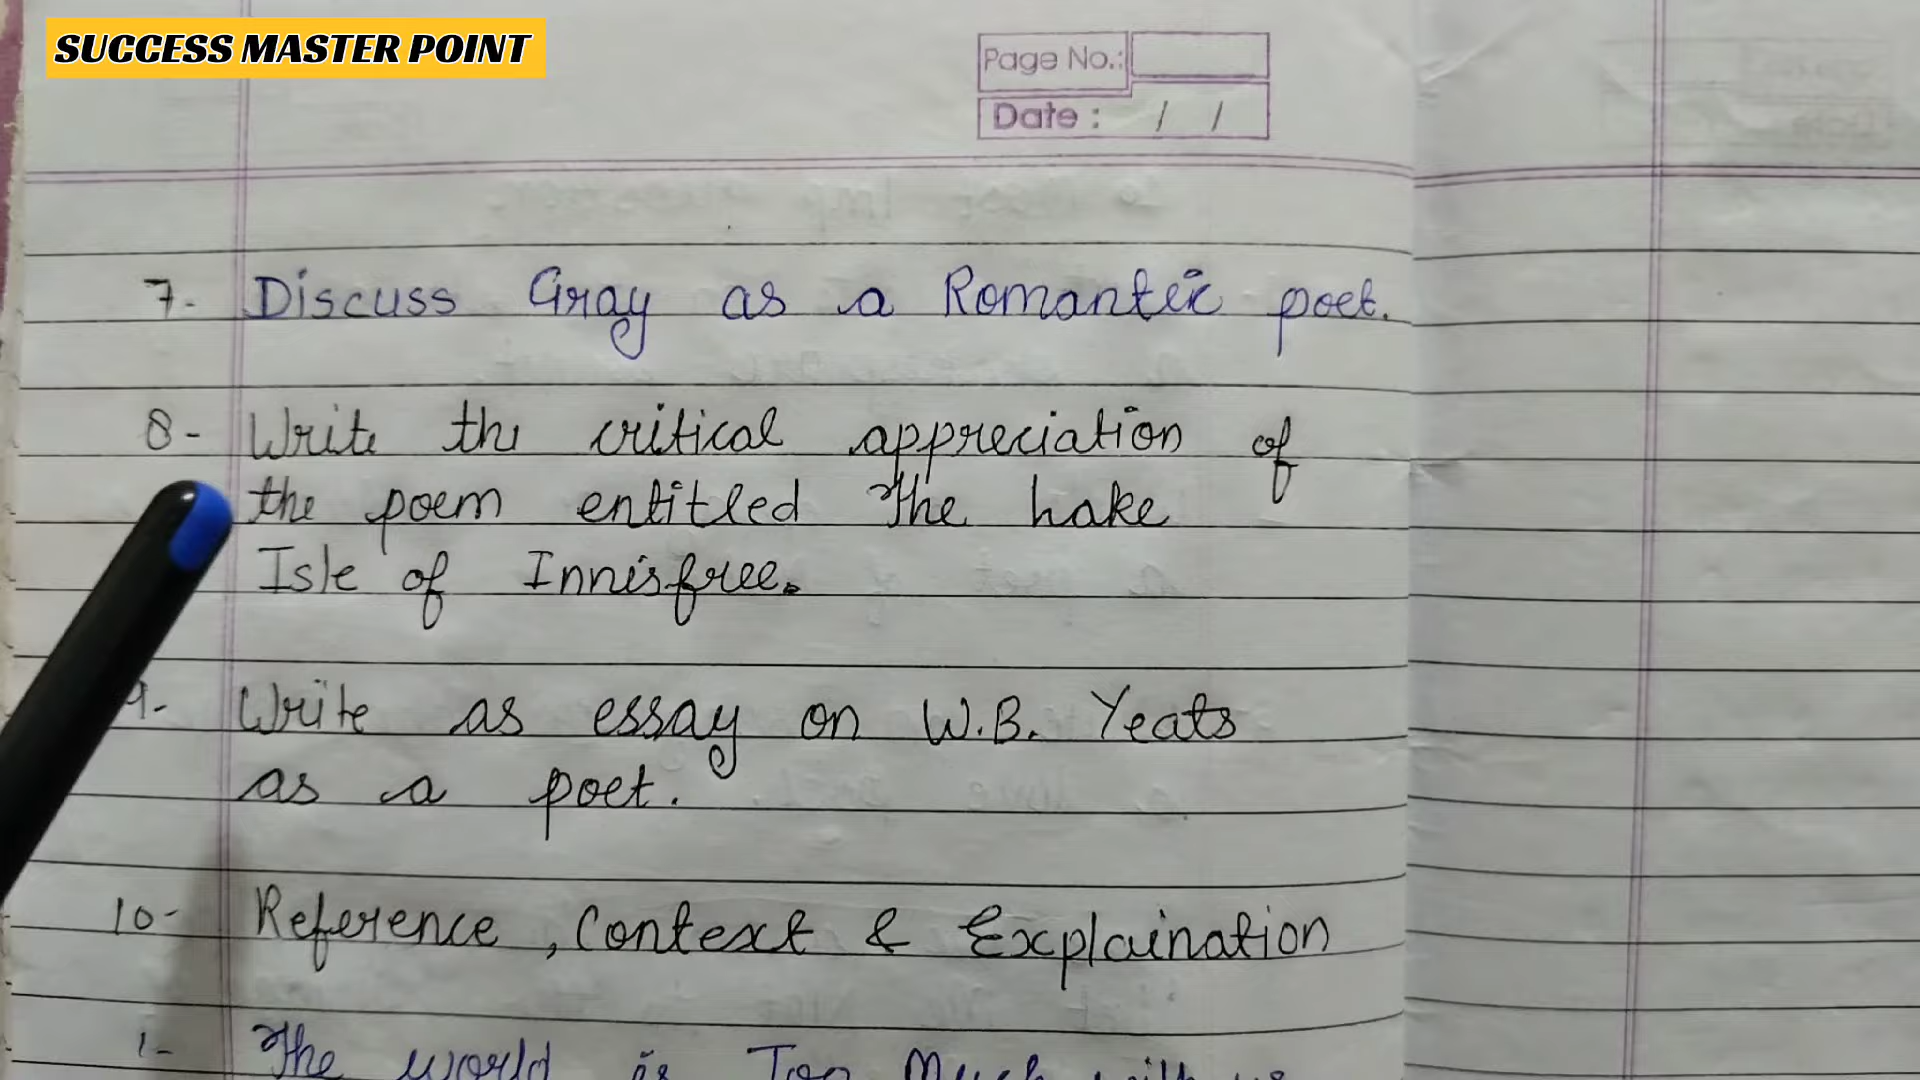 SUCCESS MASTER POINT
Page No.:
Date : / /
7- Discuss Gray as a Romantic poet.
8- Write the critical appreciation of
the poem entitled The Lake
Isle of Innisfree.
9- Write as essay on W.B. Yeats
as a poet.
10- Reference, Context & Explaination
1- The world is Too Much with us